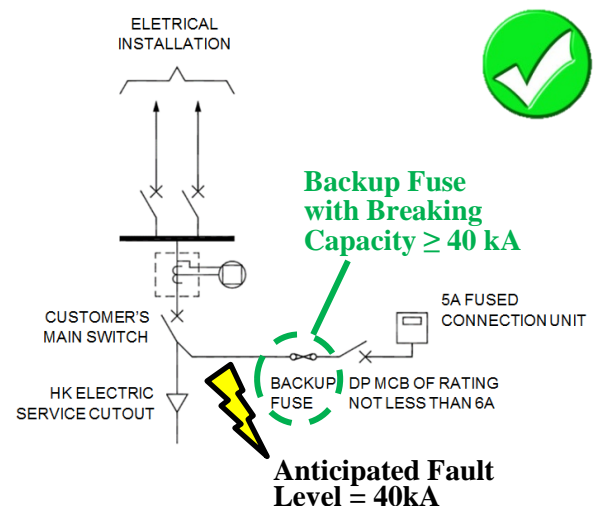 ELETRICAL
INSTALLATION
Backup Fuse
with Breaking
Capacity ≥ 40 kA
5A FUSED
CONNECTION UNIT
CUSTOMER'S
MAIN SWITCH
HK ELECTRIC
SERVICE CUTOUT
BACKUP
FUSE
DP MCB OF RATING
NOT LESS THAN 6A
Anticipated Fault
Level = 40kA